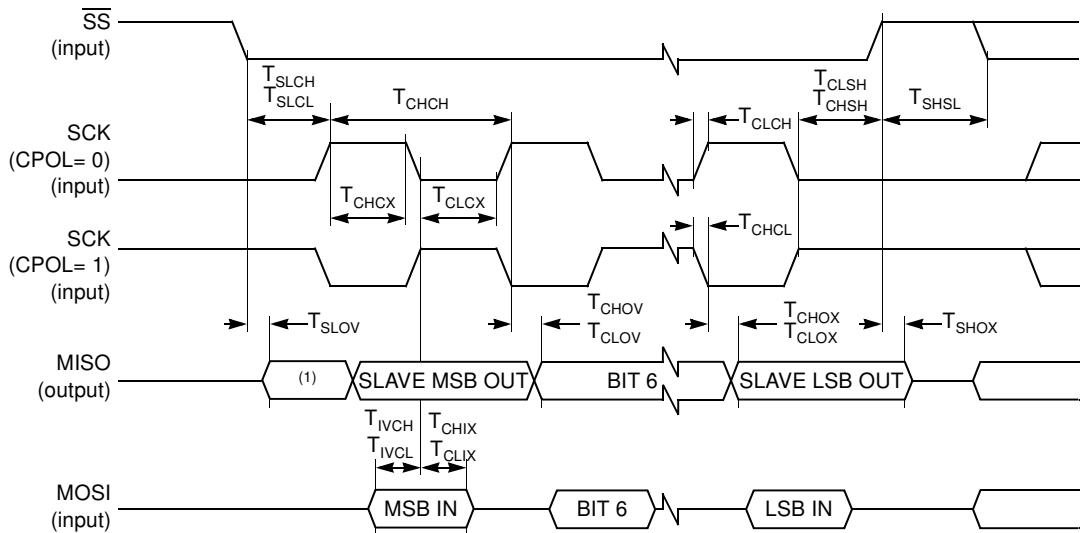 SS
(input)
TSLCH
TSLCL
TCHCH
TCLCH
TCLSH
TCHSH
TSHSL
SCK
(CPOL= 0)
(input)
TCHCX
TCLCX
SCK
(CPOL= 1)
(input)
TCHCL
TSLOV
TCHOV
TCLOV
TCHOX
TCLOX
TSHOX
MISO
(output)
(1)
SLAVE MSB OUT
BIT 6
SLAVE LSB OUT
TIVCH
TIVCL
TCHIX
TCLIX
MOSI
(input)
MSB IN
BIT 6
LSB IN